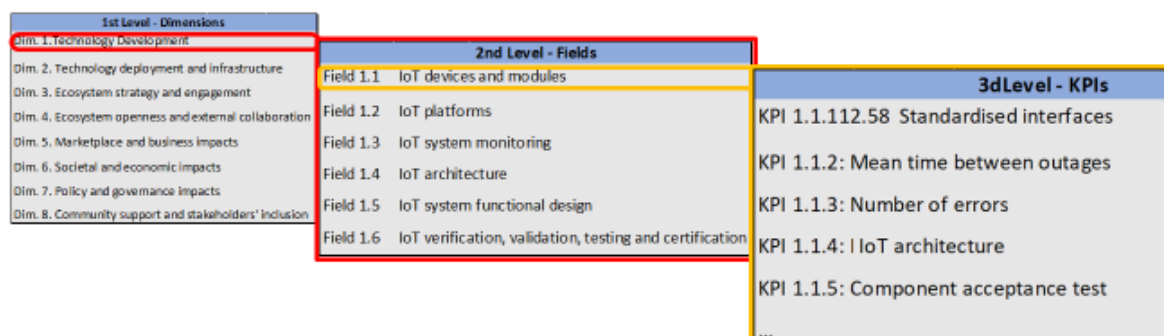 1st Level - Dimensions
Dim. 1.Technology Development
Dim. 2. Technology deployment and infrastructure
Dim. 3. Ecosystem strategy and engagement
Dim. 4. Ecosystem openness and external collaboration
Dim. 5. Marketplace and business impacts
Dim. 6. Societal and economic impacts
Dim. 7. Policy and governance impacts
Dim. 8. Community support and stakeholders' inclusion
2nd Level - Fields
Field 1.1 IoT devices and modules
Field 1.2 IoT platforms
Field 1.3 IoT system monitoring
Field 1.4 IoT architecture
Field 1.5 IoT system functional design
Field 1.6 IoT verification, validation, testing and certification
3dLevel - KPIs
KPI 1.1.112.58 Standardised interfaces
KPI 1.1.2: Mean time between outages
KPI 1.1.3: Number of errors
KPI 1.1.4: I IoT architecture
KPI 1.1.5: Component acceptance test
...